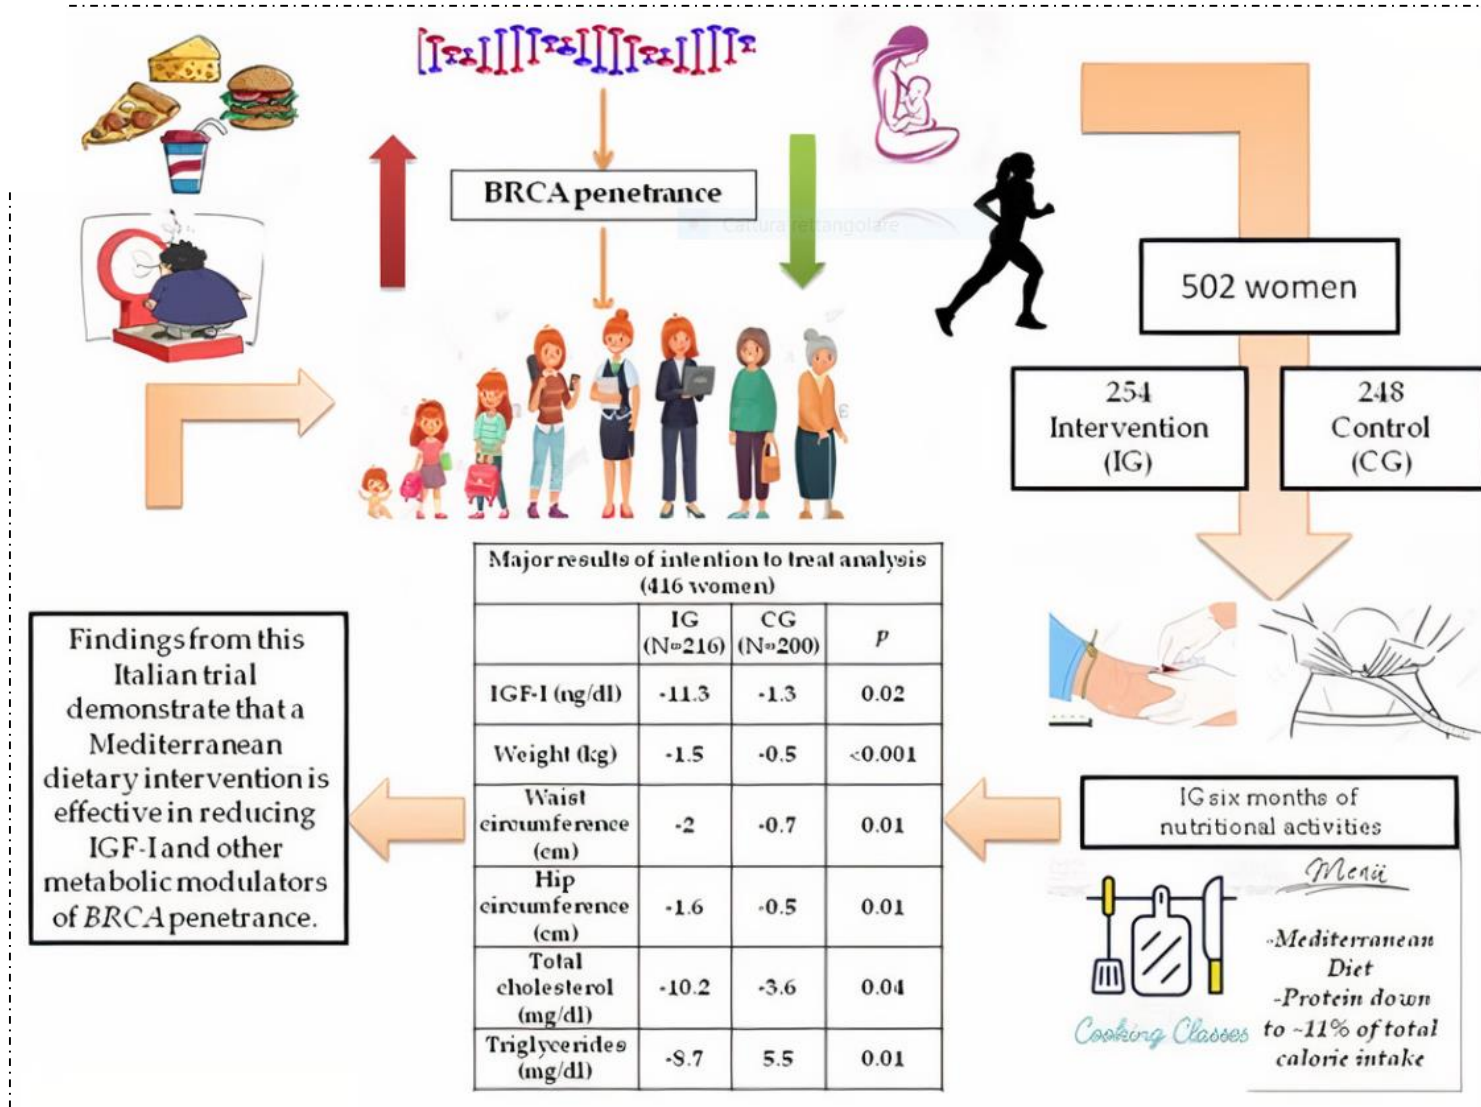 BRCA penetrance
Cattura rettangolare
502 women
254
Intervention
(IG)
248
Control
(CG)
Major results of intention to treat analysis
(416 women)
IG
(N=216)
CG
(N=200)
p
IGF-I (ng/dl)
-11.3
-1.3
0.02
Weight (kg)
-1.5
-0.5
<0.001
Waist
circumference
(cm)
-2
-0.7
0.01
Hip
circumference
(cm)
-1.6
-0.5
0.01
Total
cholesterol
(mg/dl)
-10.2
-3.6
0.04
Triglycerides
(mg/dl)
-8.7
5.5
0.01
Findings from this
Italian trial
demonstrate that a
Mediterranean
dietary intervention is
effective in reducing
IGF-I and other
metabolic modulators
of BRCA penetrance.
IG six months of
nutritional activities
Menü
Cooking Classes
-Mediterranean
Diet
-Protein down
to ~11% of total
calorie intake